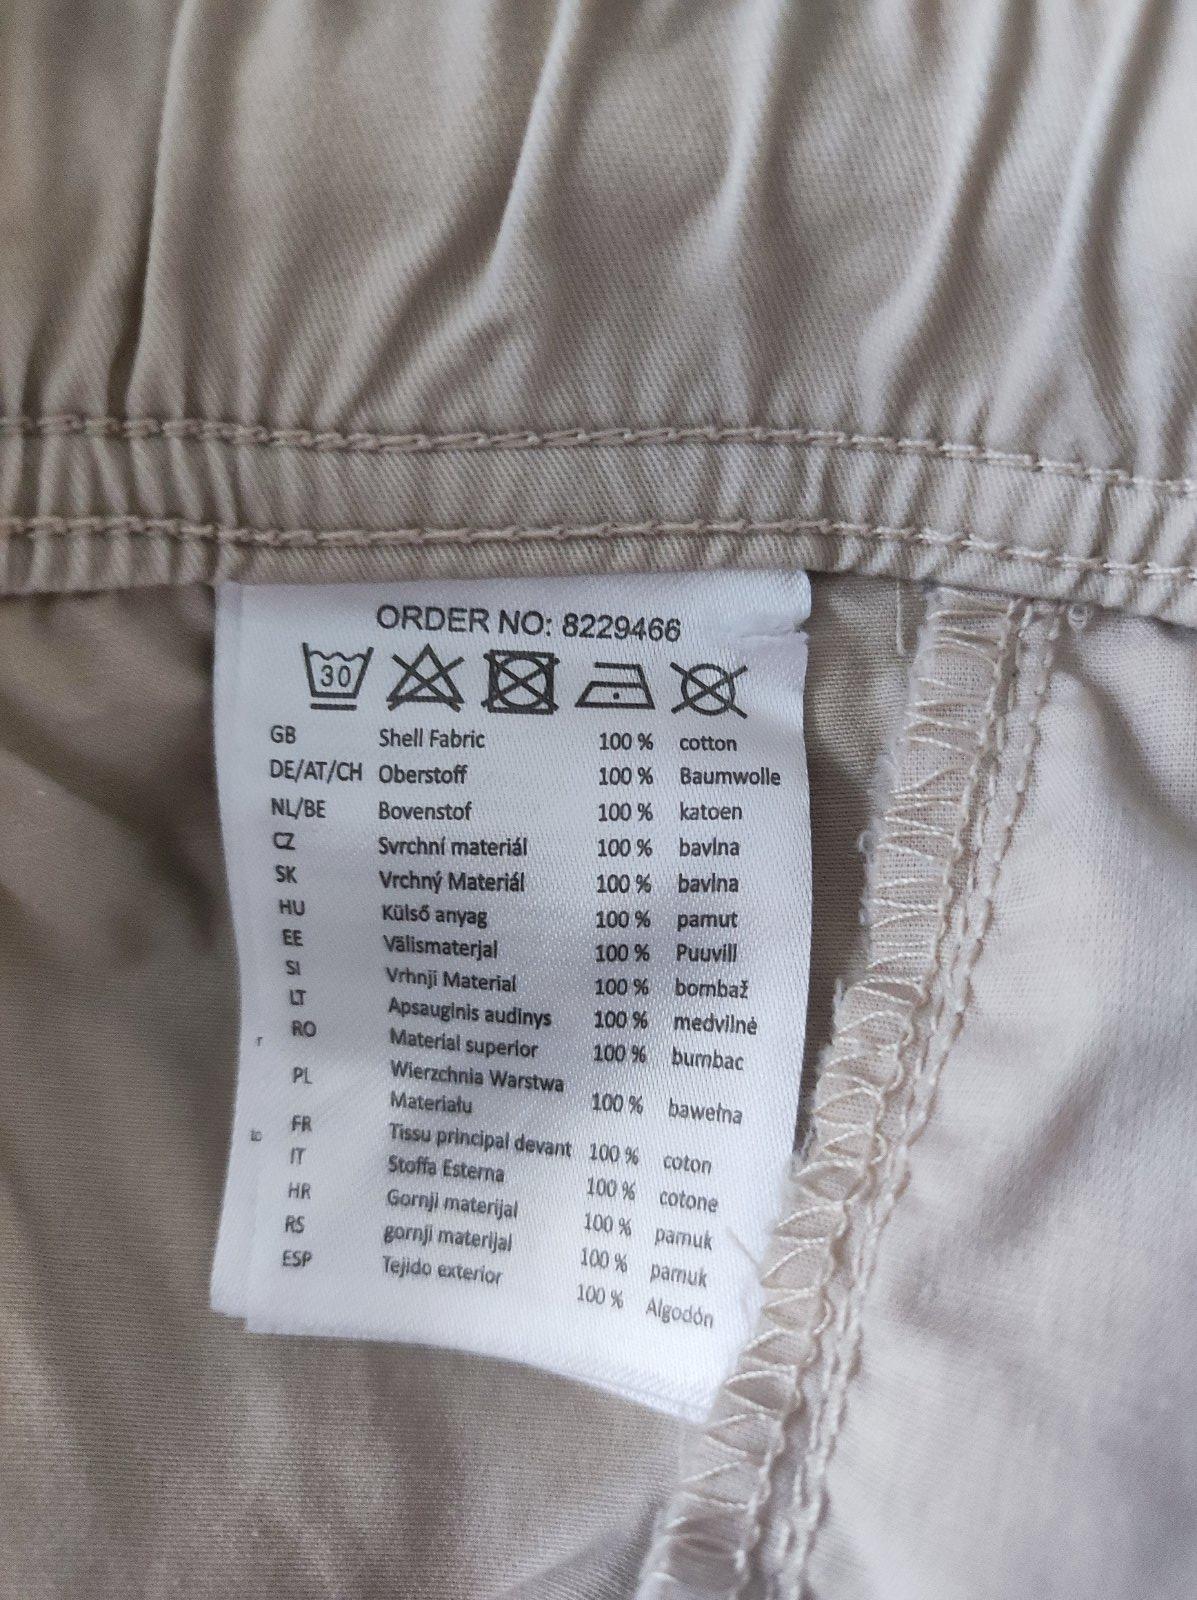 ORDER NO: 8229466
30
GB Shell Fabric 100 % cotton
DE/AT/CH Oberstoff 100 % Baumwolle
NL/BE Bovenstof 100 % katoen
CZ Svrchní materiál 100 % bavlna
SK Vrchný Materiál 100 % bavlna
HU Külső anyag 100 % pamut
EE Välismaterjal 100 % Puuvill
SI Vrhnji Material 100 % bombaž
LT Apsauginis audinys 100 % medvilnė
RO Material superior 100 % bumbac
PL Wierzchnia Warstwa
Materiału 100 % bawełna
FR Tissu principal devant 100 % coton
IT Stoffa Esterna 100 % cotone
HR Gornji materijal 100 % pamuk
RS gornji materijal 100 % pamuk
ESP Tejido exterior 100 % Algodón